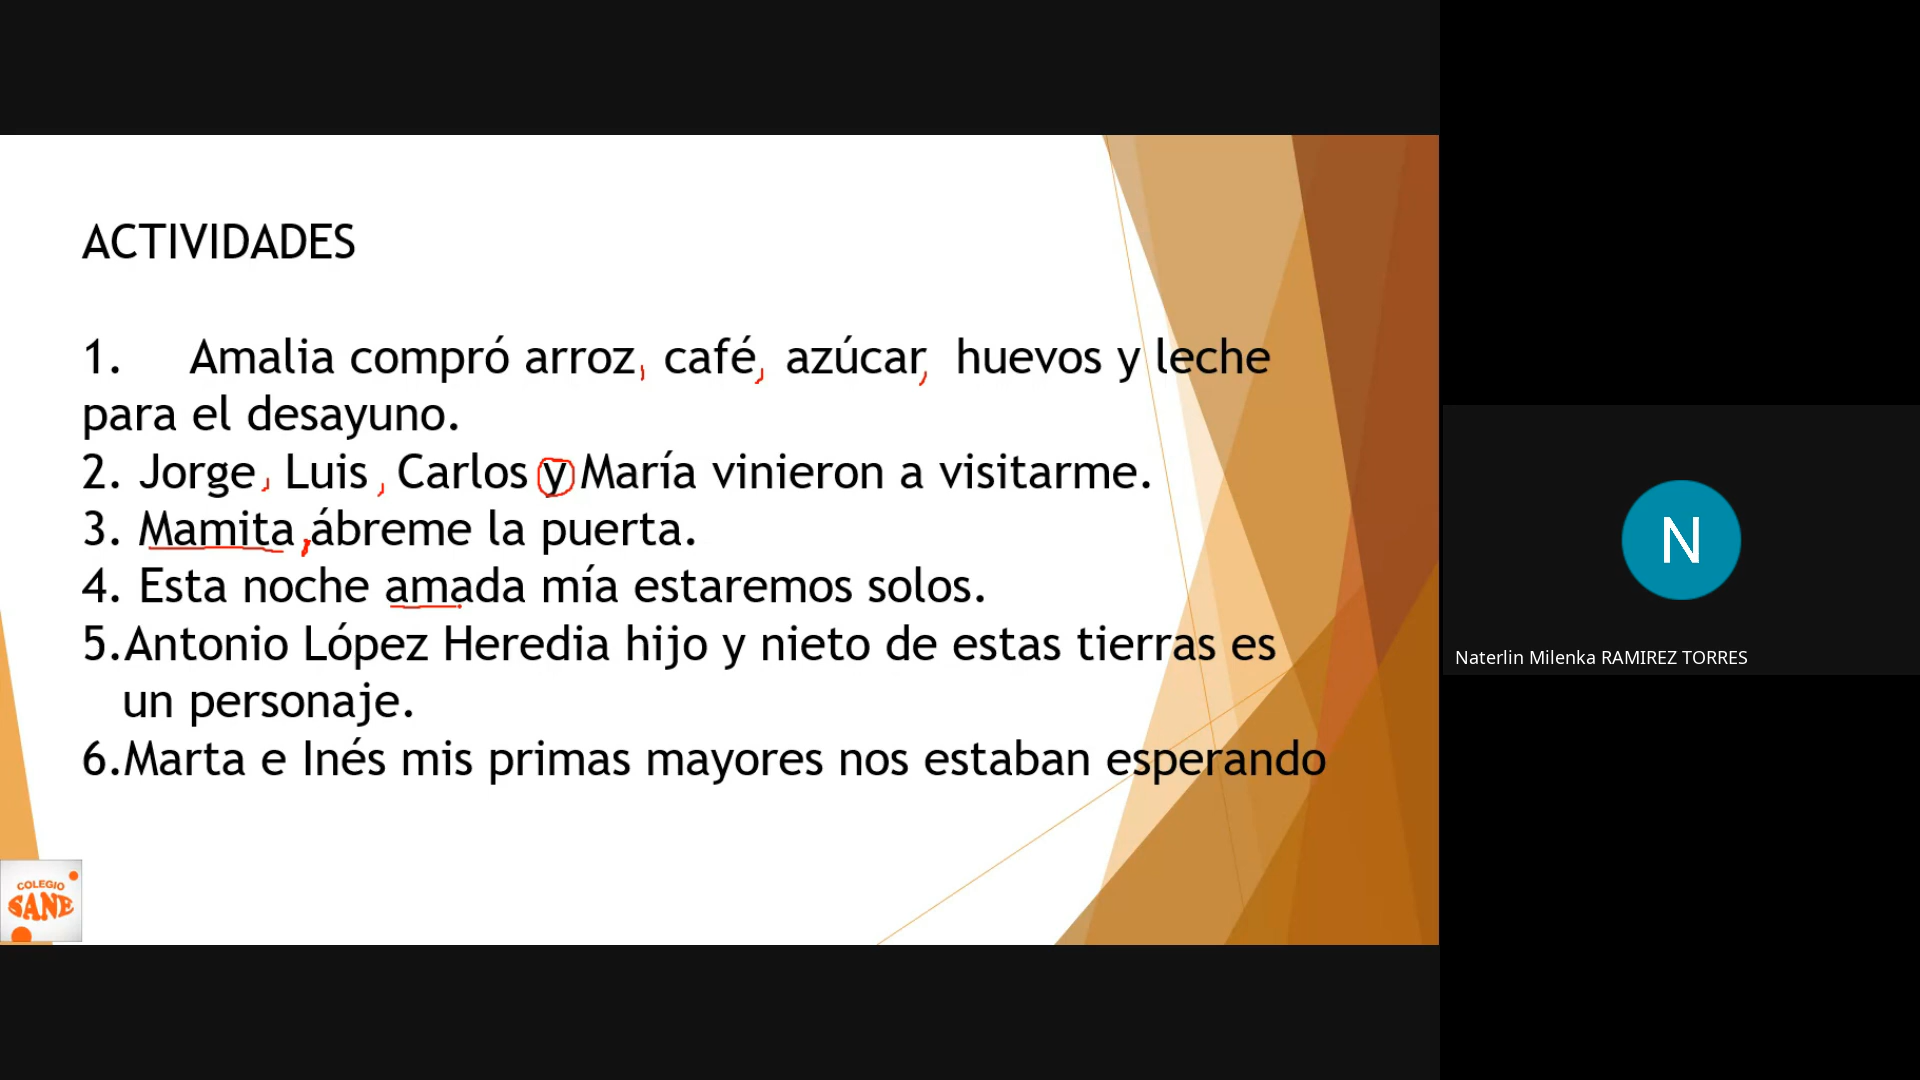 ACTIVIDADES
1. Amalia compró arroz, café, azúcar, huevos y leche
para el desayuno.
2. Jorge, Luis, Carlos y María vinieron a visitarme.
3. Mamita, ábreme la puerta.
4. Esta noche amada mía estaremos solos.
5.Antonio López Heredia hijo y nieto de estas tierras es
un personaje.
6.Marta e Inés mis primas mayores nos estaban esperando
COLEGIO
SANE
N
Naterlin Milenka RAMIREZ TORRES